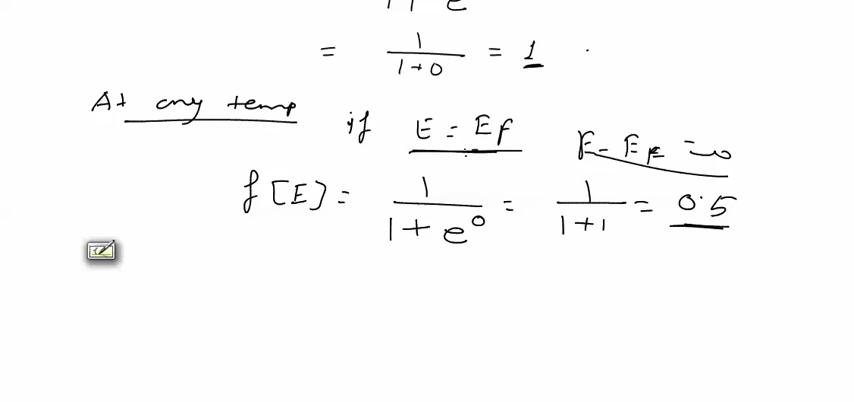 1 + e
= 1/(1+0) = 1
At any temp if E = EF E - EF = 0
f[E] = 1/(1 + e^0) = 1/(1+1) = 0.5